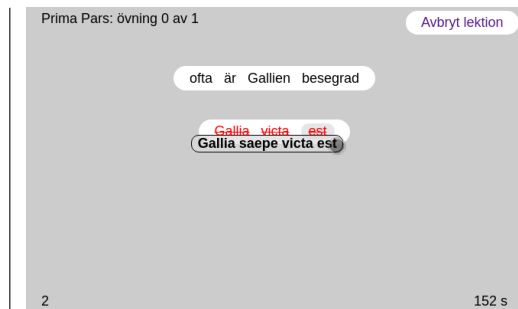 Prima Pars: övning 0 av 1
Avbryt lektion
ofta är Gallien besegrad
Gallia victa est
Gallia saepe victa est
2
152 s